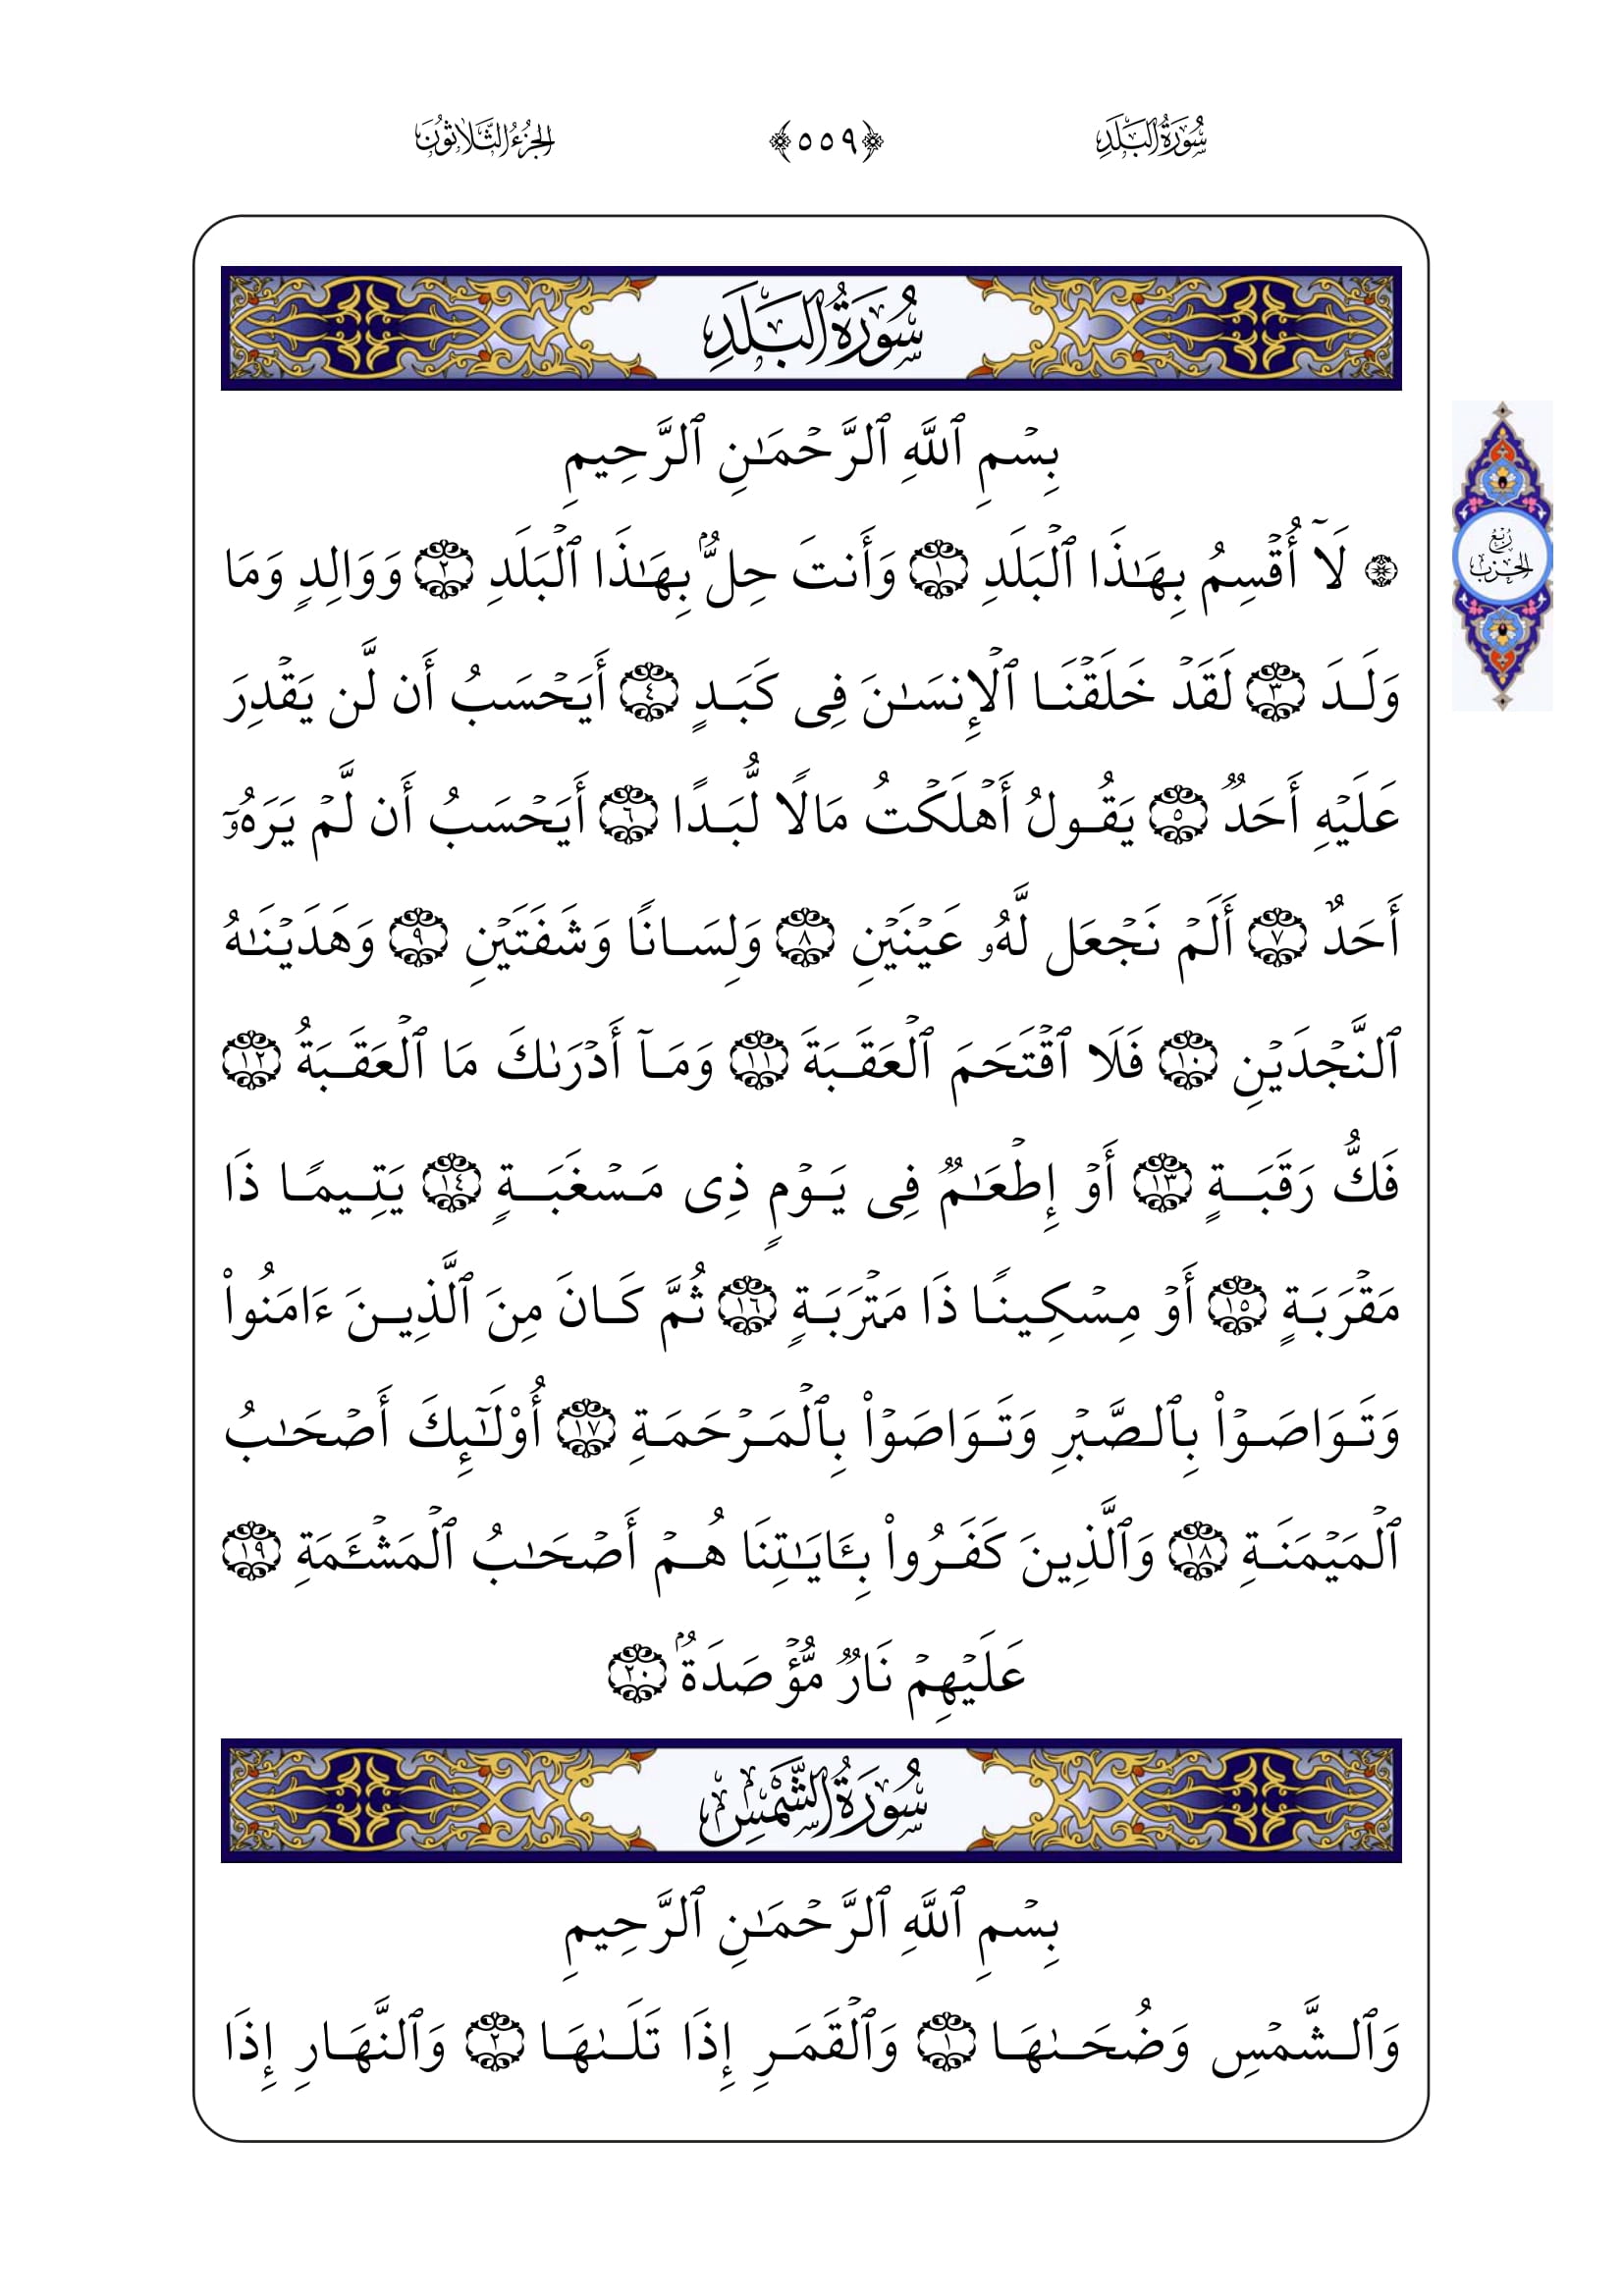 سُورَةُ البَلَدِ
﴿٥٥٩﴾
الجُزْءُ الثَّلَاثُونَ
سُورَةُ البَلَدِ
بِسۡمِ ٱللَّهِ ٱلرَّحۡمَٰنِ ٱلرَّحِيمِ
۞ لَآ أُقۡسِمُ بِهَٰذَا ٱلۡبَلَدِ ١ وَأَنتَ حِلُّۢ بِهَٰذَا ٱلۡبَلَدِ ٢ وَوَالِدٖ وَمَا
رُبْعُ
الحِزْبِ
وَلَدَ ٣ لَقَدۡ خَلَقۡنَا ٱلۡإِنسَٰنَ فِي كَبَدٍ ٤ أَيَحۡسَبُ أَن لَّن يَقۡدِرَ
عَلَيۡهِ أَحَدٞ ٥ يَقُولُ أَهۡلَكۡتُ مَالٗا لُّبَدًا ٦ أَيَحۡسَبُ أَن لَّمۡ يَرَهُۥٓ
أَحَدٌ ٧ أَلَمۡ نَجۡعَل لَّهُۥ عَيۡنَيۡنِ ٨ وَلِسَانٗا وَشَفَتَيۡنِ ٩ وَهَدَيۡنَٰهُ
ٱلنَّجۡدَيۡنِ ١٠ فَلَا ٱقۡتَحَمَ ٱلۡعَقَبَةَ ١١ وَمَآ أَدۡرَىٰكَ مَا ٱلۡعَقَبَةُ ١٢
فَكُّ رَقَبَةٍ ١٣ أَوۡ إِطۡعَٰمٞ فِي يَوۡمٖ ذِي مَسۡغَبَةٖ ١٤ يَتِيمٗا ذَا
مَقۡرَبَةٍ ١٥ أَوۡ مِسۡكِينٗا ذَا مَتۡرَبَةٖ ١٦ ثُمَّ كَانَ مِنَ ٱلَّذِينَ ءَامَنُواْ
وَتَوَاصَوۡاْ بِٱلصَّبۡرِ وَتَوَاصَوۡاْ بِٱلۡمَرۡحَمَةِ ١٧ أُوْلَٰٓئِكَ أَصۡحَٰبُ
ٱلۡمَيۡمَنَةِ ١٨ وَٱلَّذِينَ كَفَرُواْ بِـَٔايَٰتِنَا هُمۡ أَصۡحَٰبُ ٱلۡمَشۡـَٔمَةِ ١٩
عَلَيۡهِمۡ نَارٞ مُّؤۡصَدَةُۢ ٢٠
سُورَةُ الشَّمْسِ
بِسۡمِ ٱللَّهِ ٱلرَّحۡمَٰنِ ٱلرَّحِيمِ
وَٱلشَّمۡسِ وَضُحَىٰهَا ١ وَٱلۡقَمَرِ إِذَا تَلَىٰهَا ٢ وَٱلنَّهَارِ إِذَا